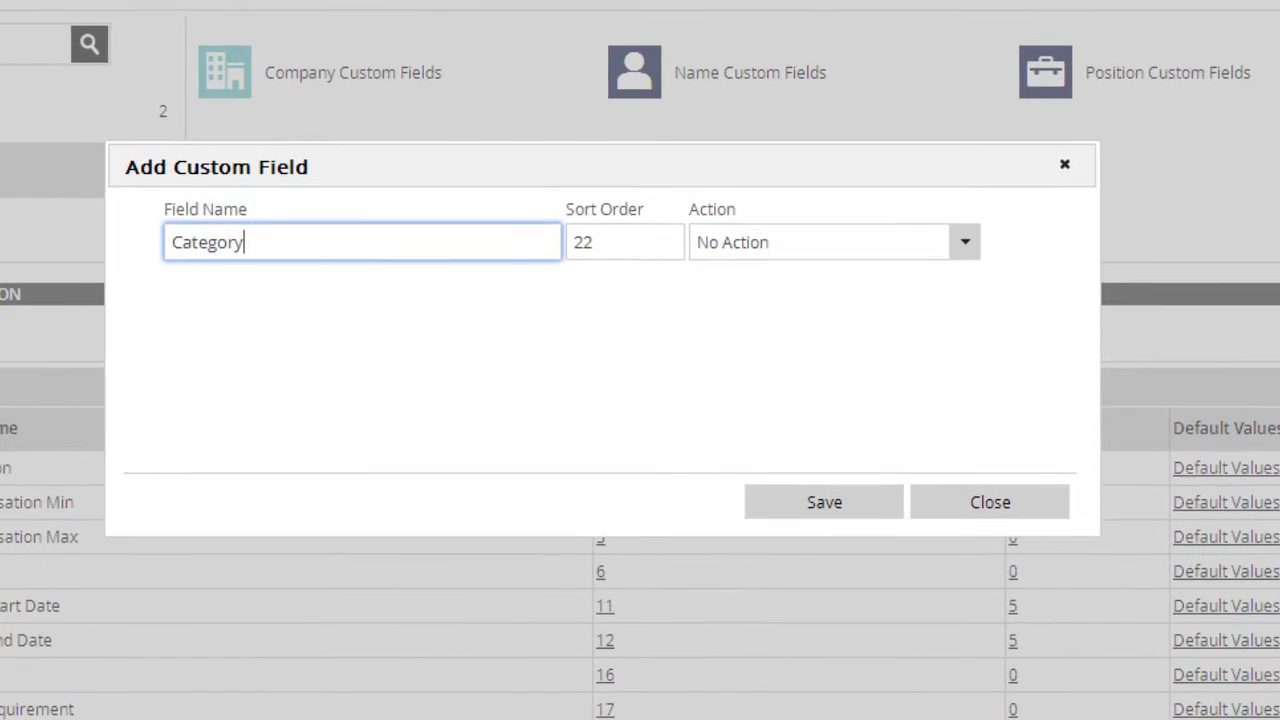 Company Custom Fields
Name Custom Fields
Position Custom Fields
2
Add Custom Field
Field Name
Sort Order
Action
Category
22
No Action
ON
me
Default Values
on
Default Values
sation Min
Default Values
sation Max
Default Values
Save
Close
6
0
Default Values
art Date
11
5
Default Values
nd Date
12
5
Default Values
16
0
Default Values
quirement
17
0
Default Values